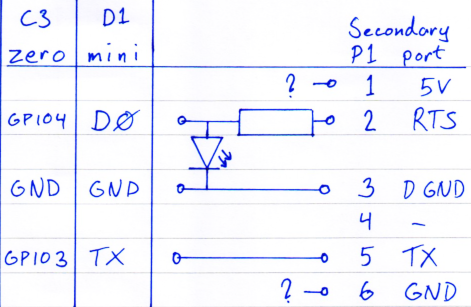 C3 D1 Secondary
zero mini P1 port
? 1 5V
GPIO4 DØ 2 RTS
GND GND 3 DGND
4 -
GPIO3 TX 5 TX
? 6 GND